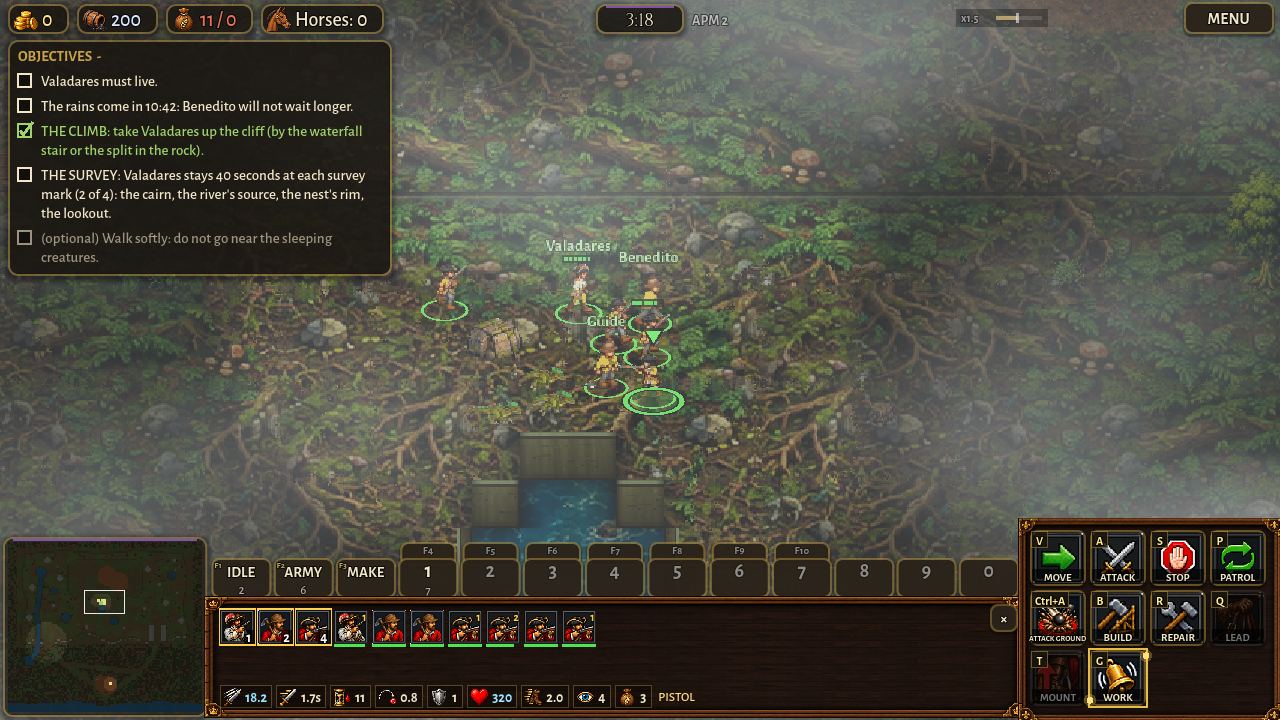 0
200
11 / 0
Horses: 0
3:18
APM 2
x1.5
MENU
OBJECTIVES -
Valadares must live.
The rains come in 10:42: Benedito will not wait longer.
THE CLIMB: take Valadares up the cliff (by the waterfall
stair or the split in the rock).
THE SURVEY: Valadares stays 40 seconds at each survey
mark (2 of 4): the cairn, the river's source, the nest's rim,
the lookout.
(optional) Walk softly: do not go near the sleeping
creatures.
Valadares
Benedito
Guide
F1 IDLE 2
F2 ARMY 6
F3 MAKE
F4 1 7
F5 2
F6 3
F7 4
F8 5
F9 6
F10 7
8
9
0
1
2
4
1
2
1
×
18.2
1.7s
11
0.8
1
320
2.0
4
3
PISTOL
V MOVE
A ATTACK
S STOP
P PATROL
Ctrl+A ATTACK GROUND
B BUILD
R REPAIR
Q LEAD
T MOUNT
G WORK